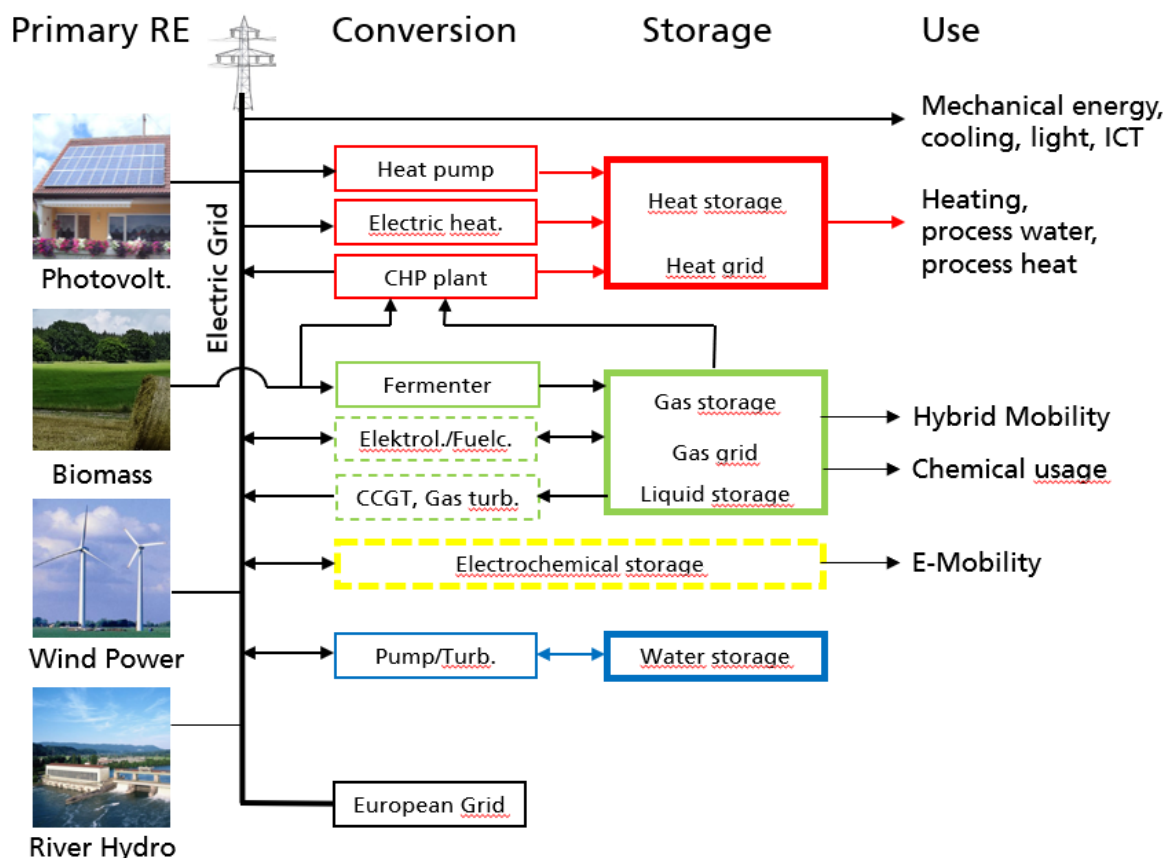 Primary RE
Conversion
Storage
Use
Mechanical energy,
cooling, light, ICT
Heat pump
Heat storage
Heating,
process water,
process heat
Electric heat.
Heat grid
CHP plant
Photovolt.
Electric Grid
Fermenter
Gas storage
Hybrid Mobility
Elektrol./Fuelc.
Gas grid
Chemical usage
Biomass
CCGT, Gas turb.
Liquid storage
Electrochemical storage
E-Mobility
Wind Power
Pump/Turb.
Water storage
European Grid
River Hydro